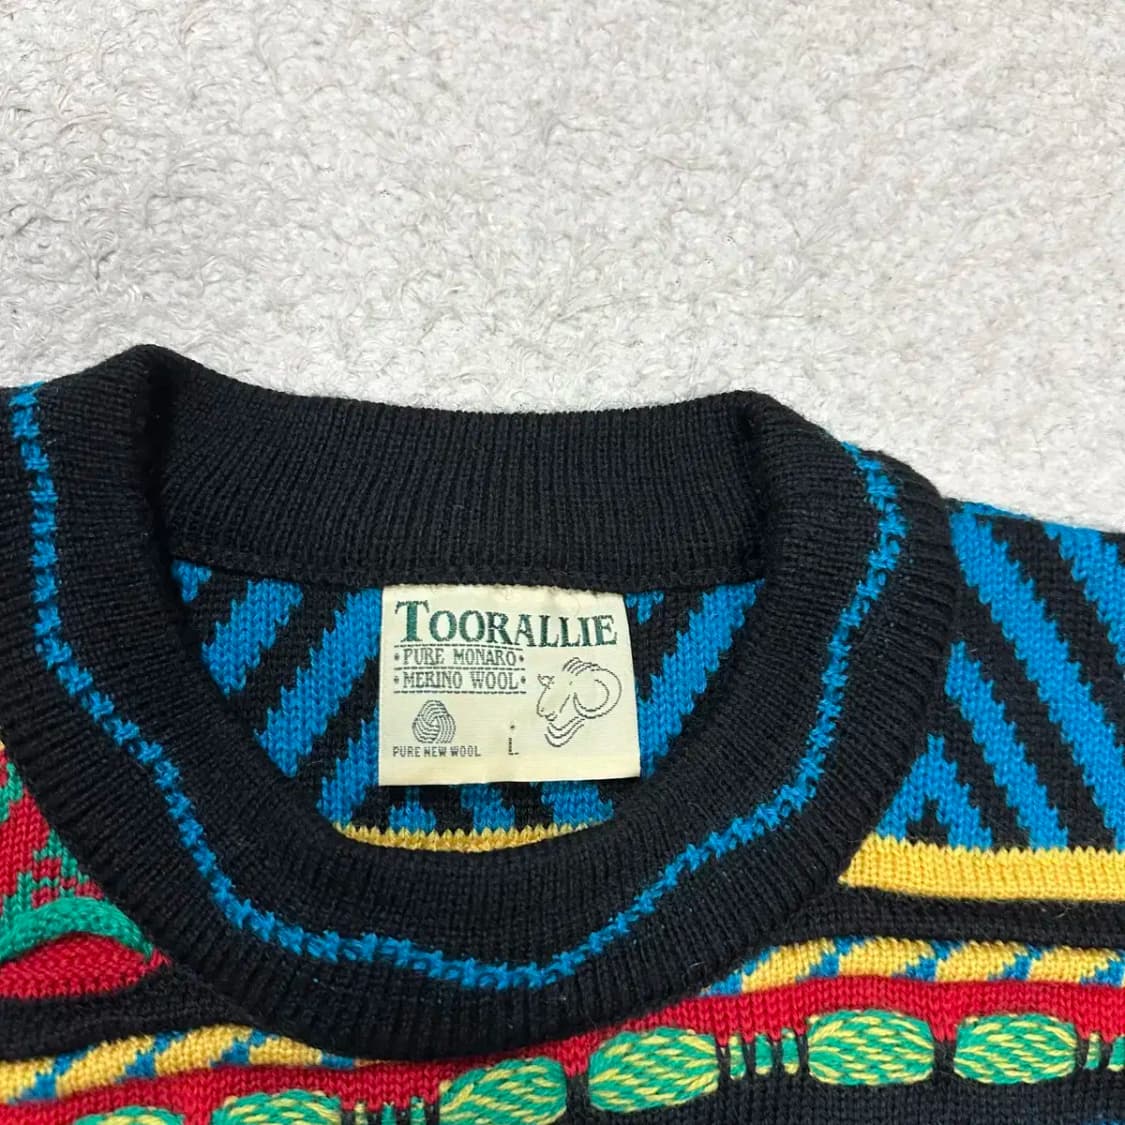 TOORALLIE
• PURE MONARO •
• MERINO WOOL •
PURE NEW WOOL
L